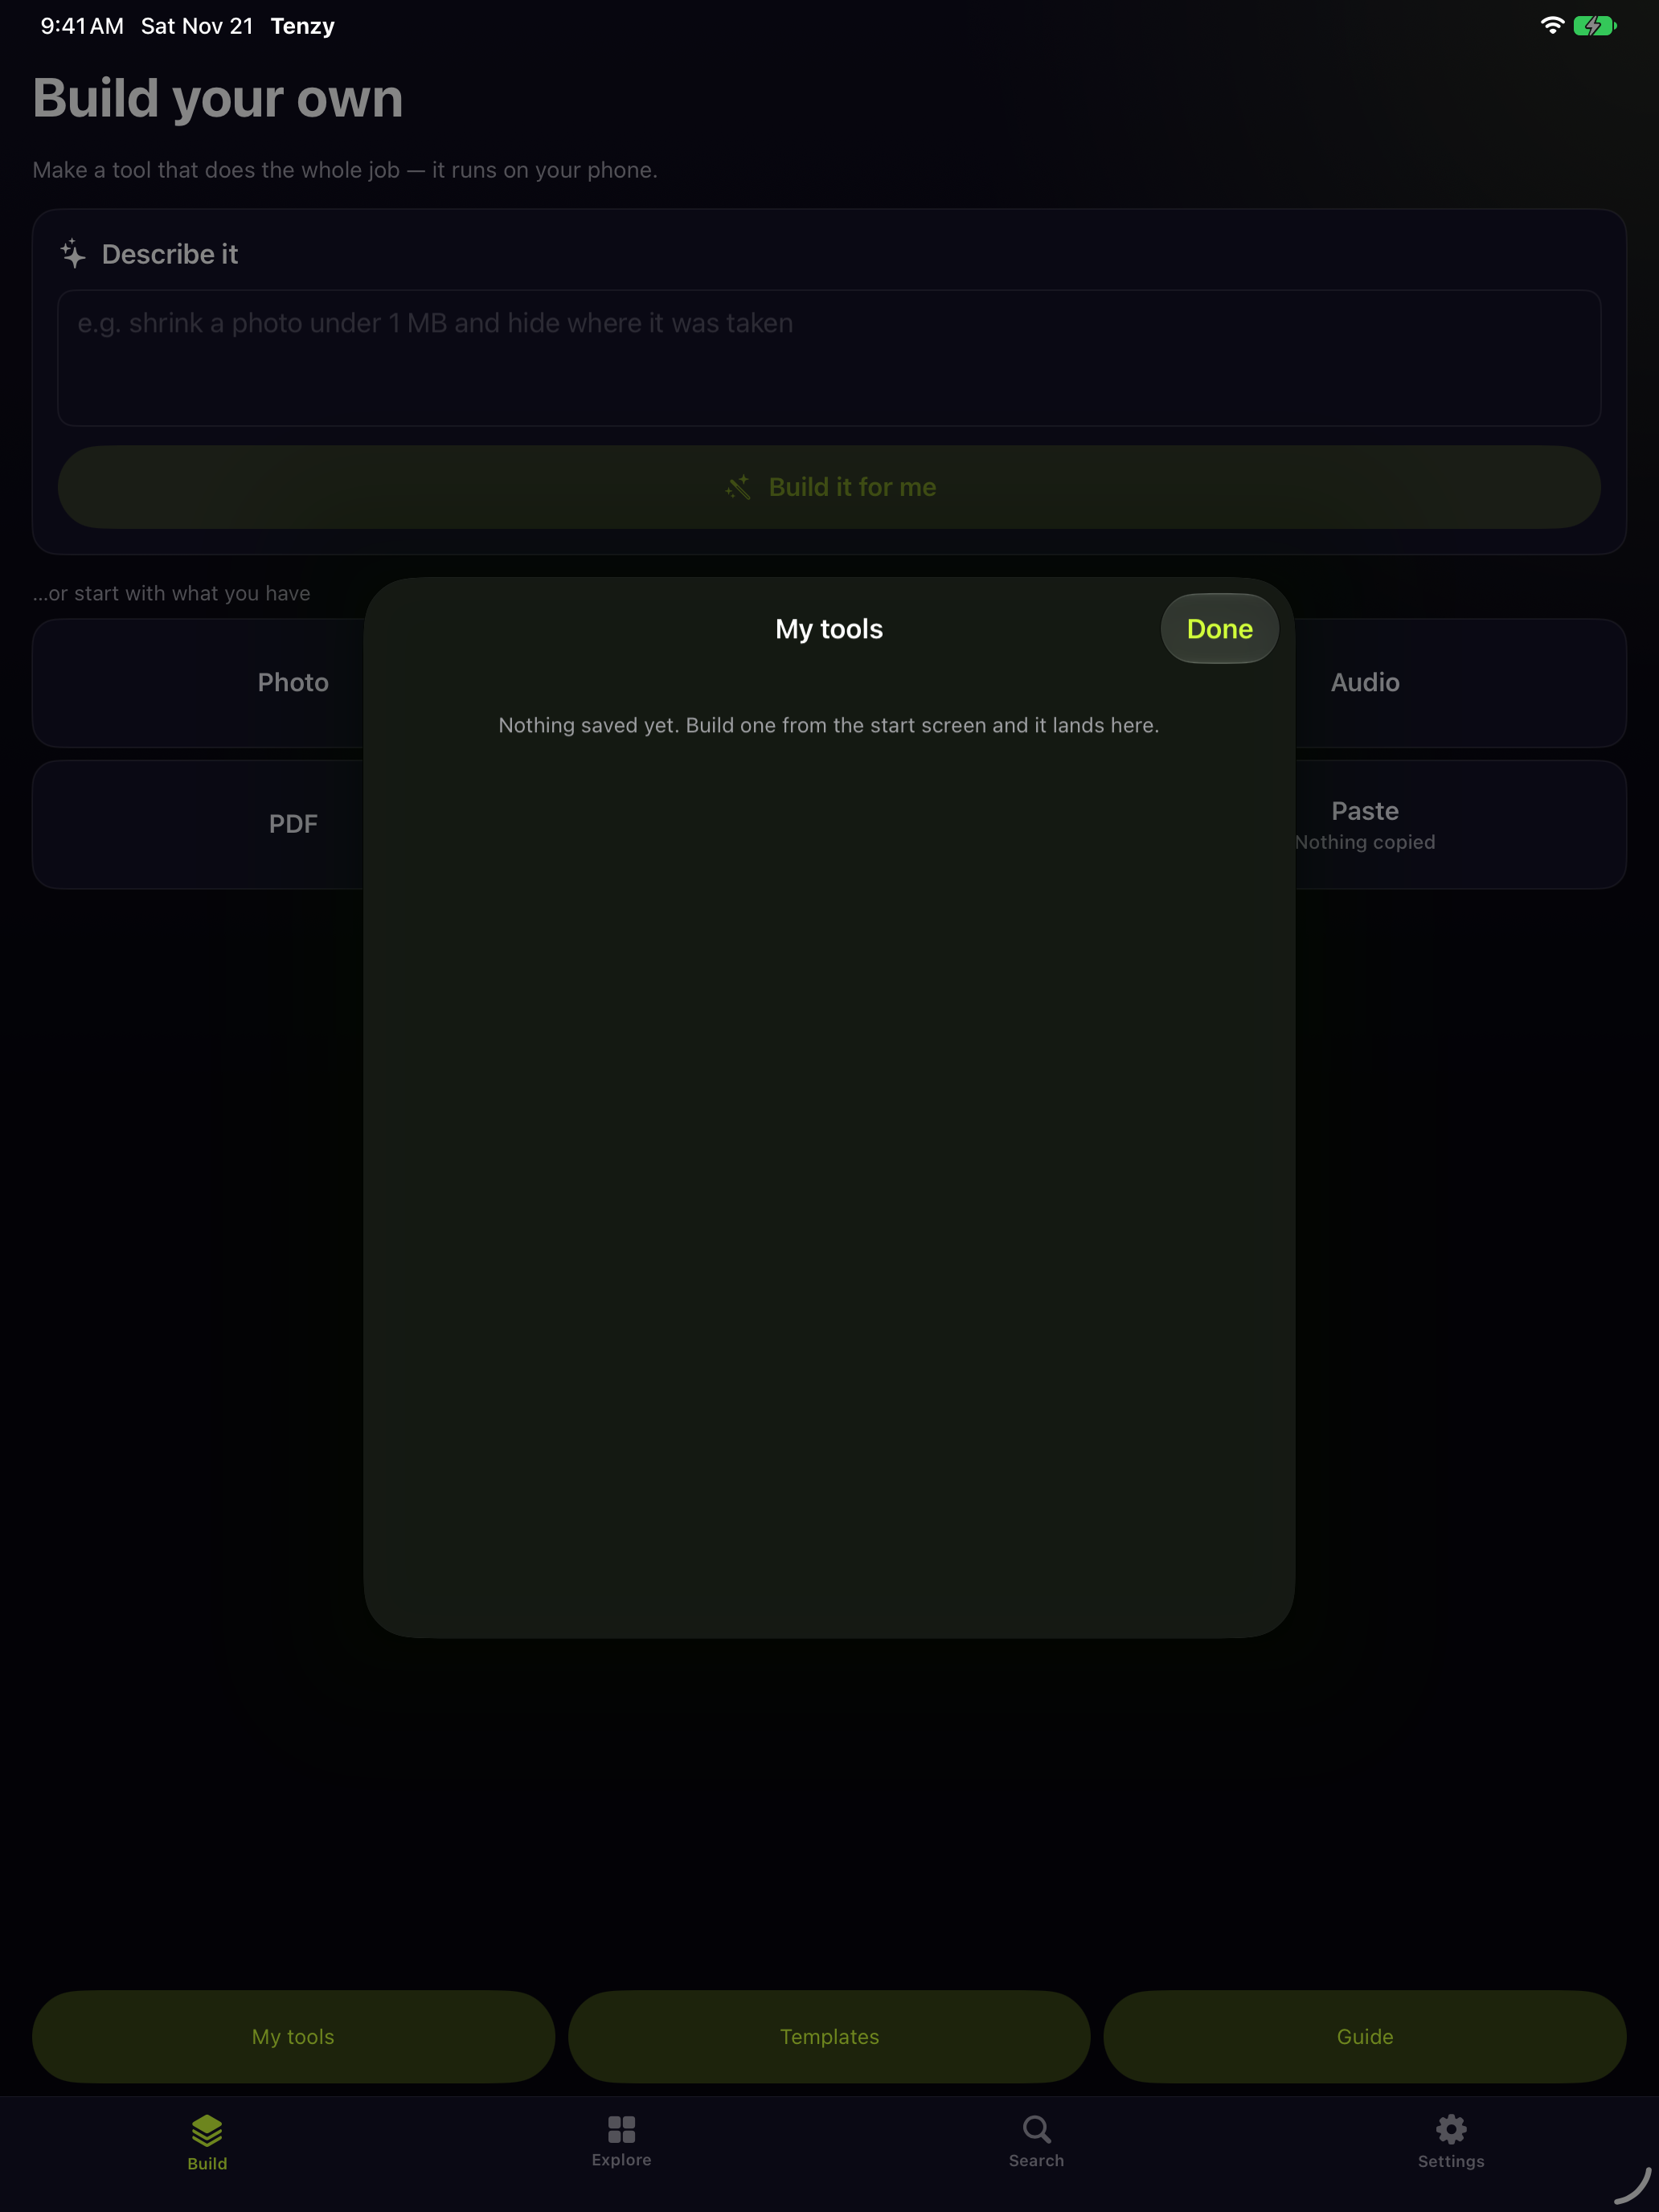 9:41 AM Sat Nov 21 Tenzy
Build your own
Make a tool that does the whole job — it runs on your phone.
Describe it
e.g. shrink a photo under 1 MB and hide where it was taken
Build it for me
...or start with what you have
My tools
Done
Photo
Audio
Nothing saved yet. Build one from the start screen and it lands here.
PDF
Paste
Nothing copied
My tools
Templates
Guide
Build
Explore
Search
Settings